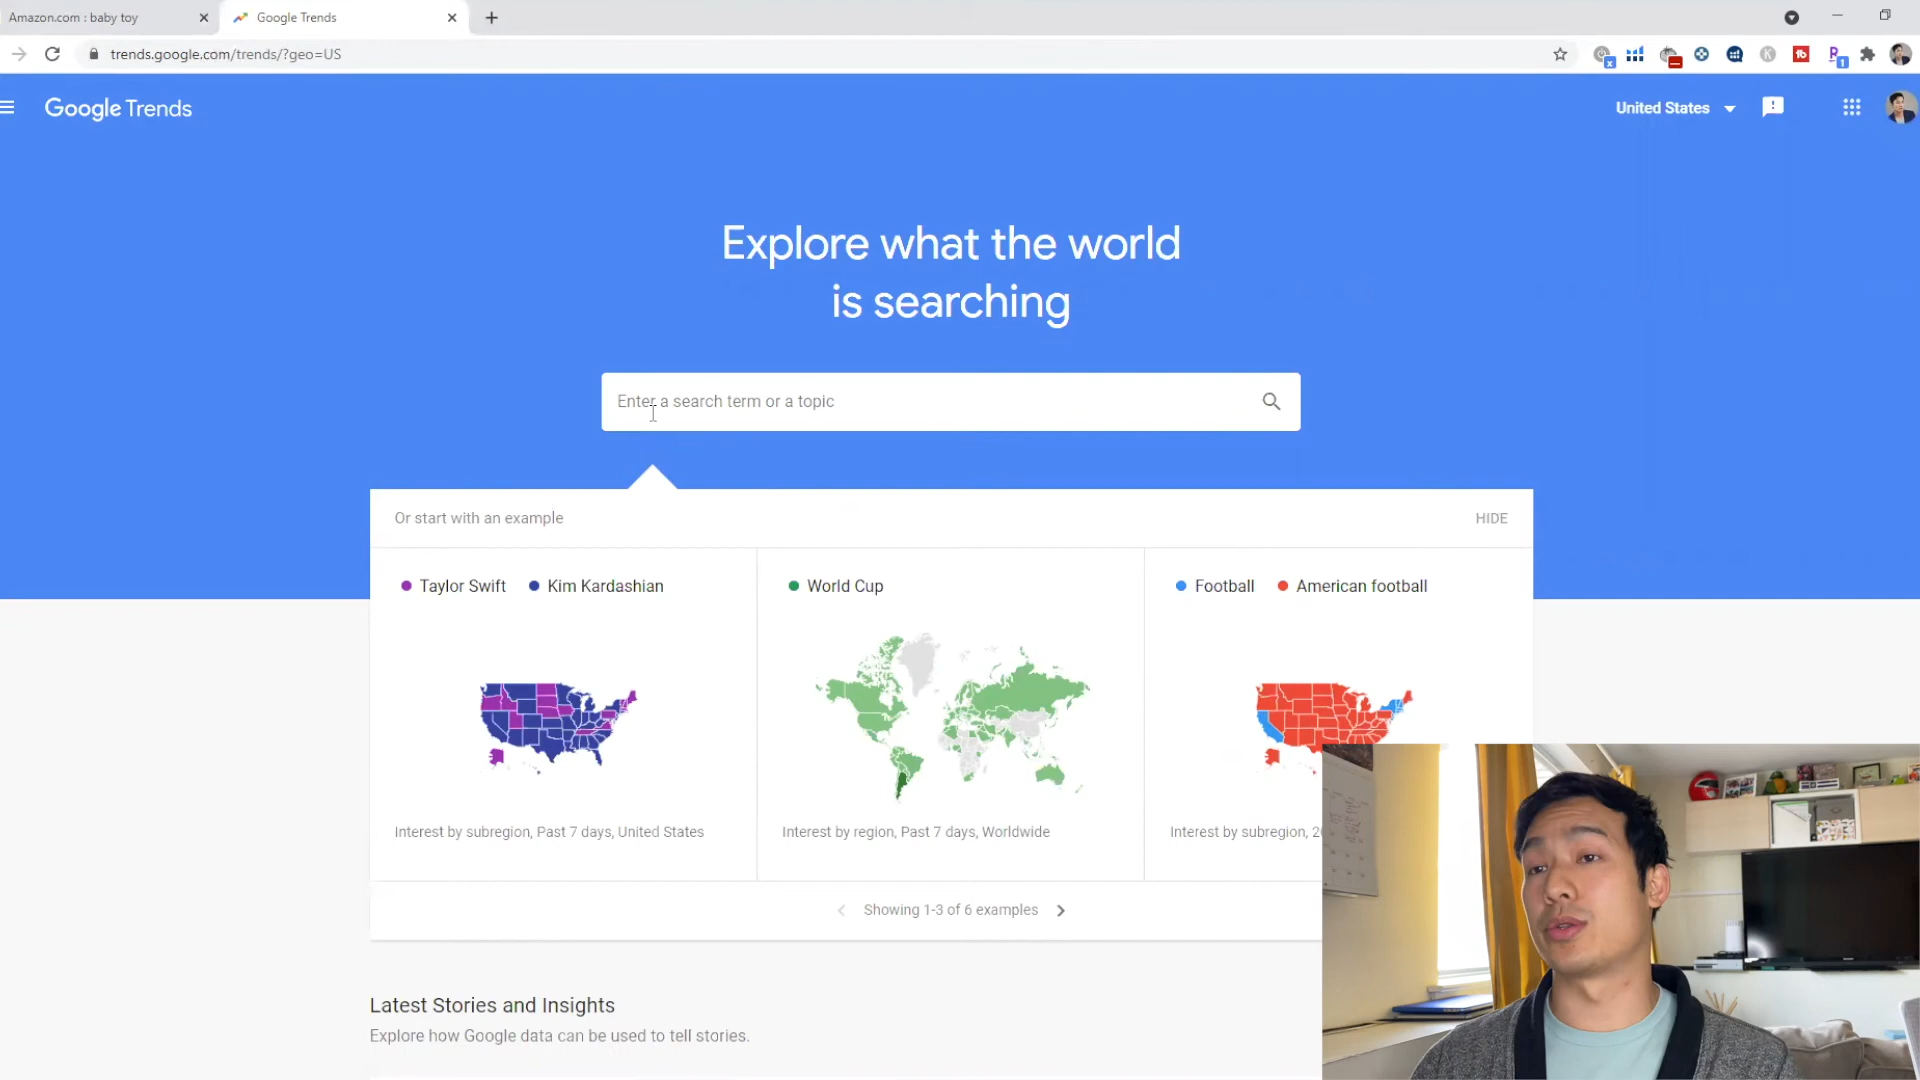 Amazon.com : baby toy
Google Trends
trends.google.com/trends/?geo=US
1
Google Trends
United States
Explore what the world
is searching
Enter a search term or a topic
Or start with an example
HIDE
Taylor Swift
Kim Kardashian
World Cup
Football
American football
Interest by subregion, Past 7 days, United States
Interest by region, Past 7 days, Worldwide
Interest by subregion, 20
Showing 1-3 of 6 examples
Latest Stories and Insights
Explore how Google data can be used to tell stories.